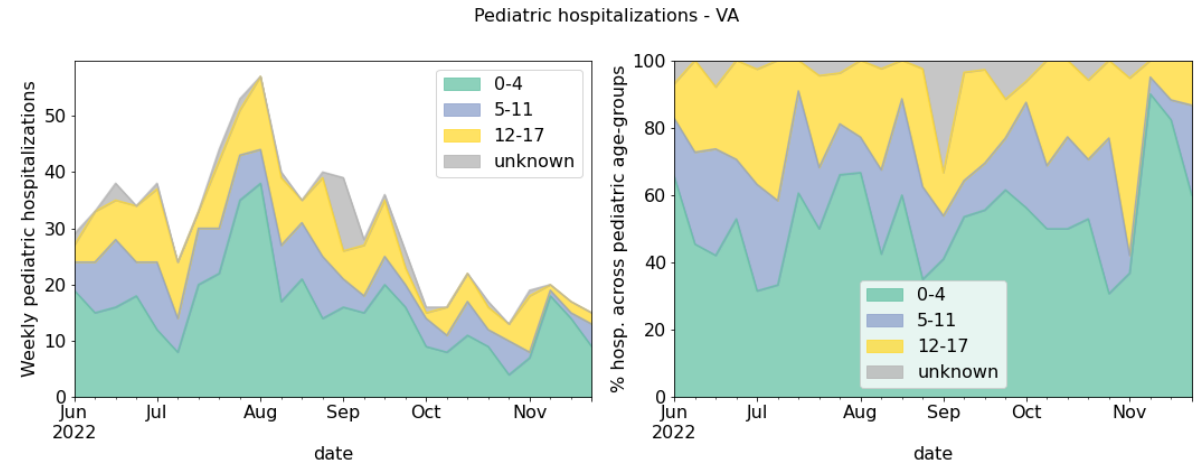 Pediatric hospitalizations - VA
Weekly pediatric hospitalizations
50
40
30
20
10
0
0-4
5-11
12-17
unknown
Jun
2022
Jul
Aug
Sep
Oct
Nov
date
% hosp. across pediatric age-groups
100
80
60
40
20
0
0-4
5-11
12-17
unknown
Jun
2022
Jul
Aug
Sep
Oct
Nov
date